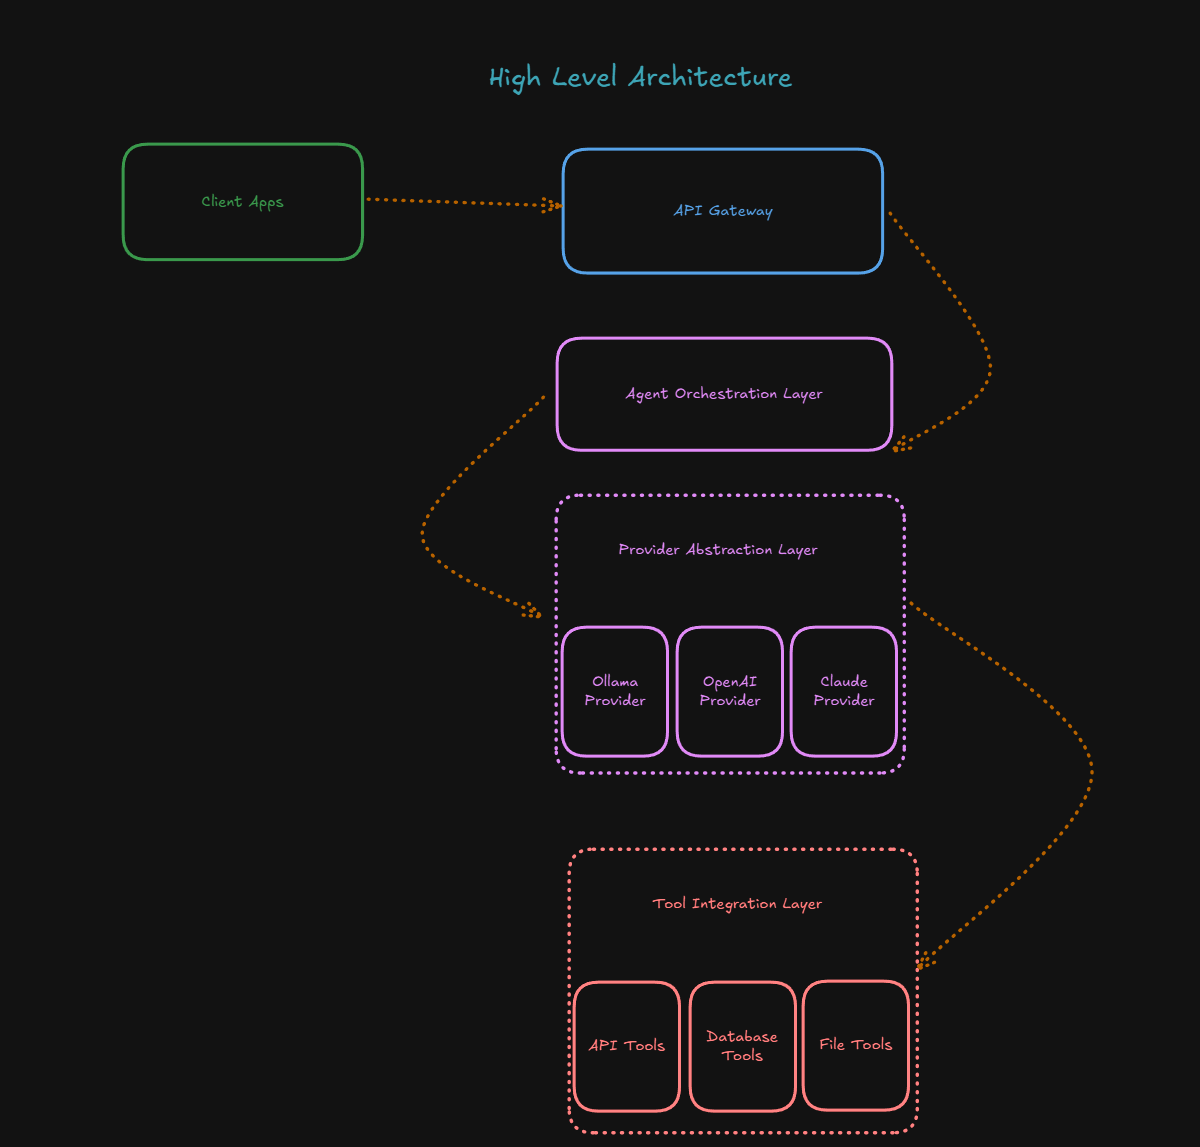 High Level Architecture
Client Apps
API Gateway
Agent Orchestration Layer
Provider Abstraction Layer
Ollama
Provider
OpenAI
Provider
Claude
Provider
Tool Integration Layer
API Tools
Database
Tools
File Tools